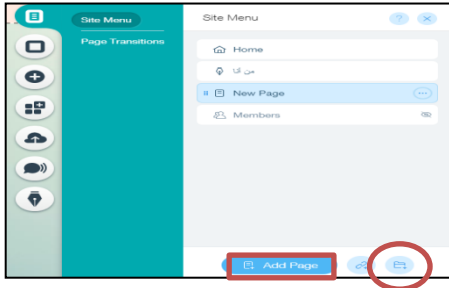 Site Menu
Page Transitions
Site Menu
?
Home
من أنا
New Page
Members
Add Page